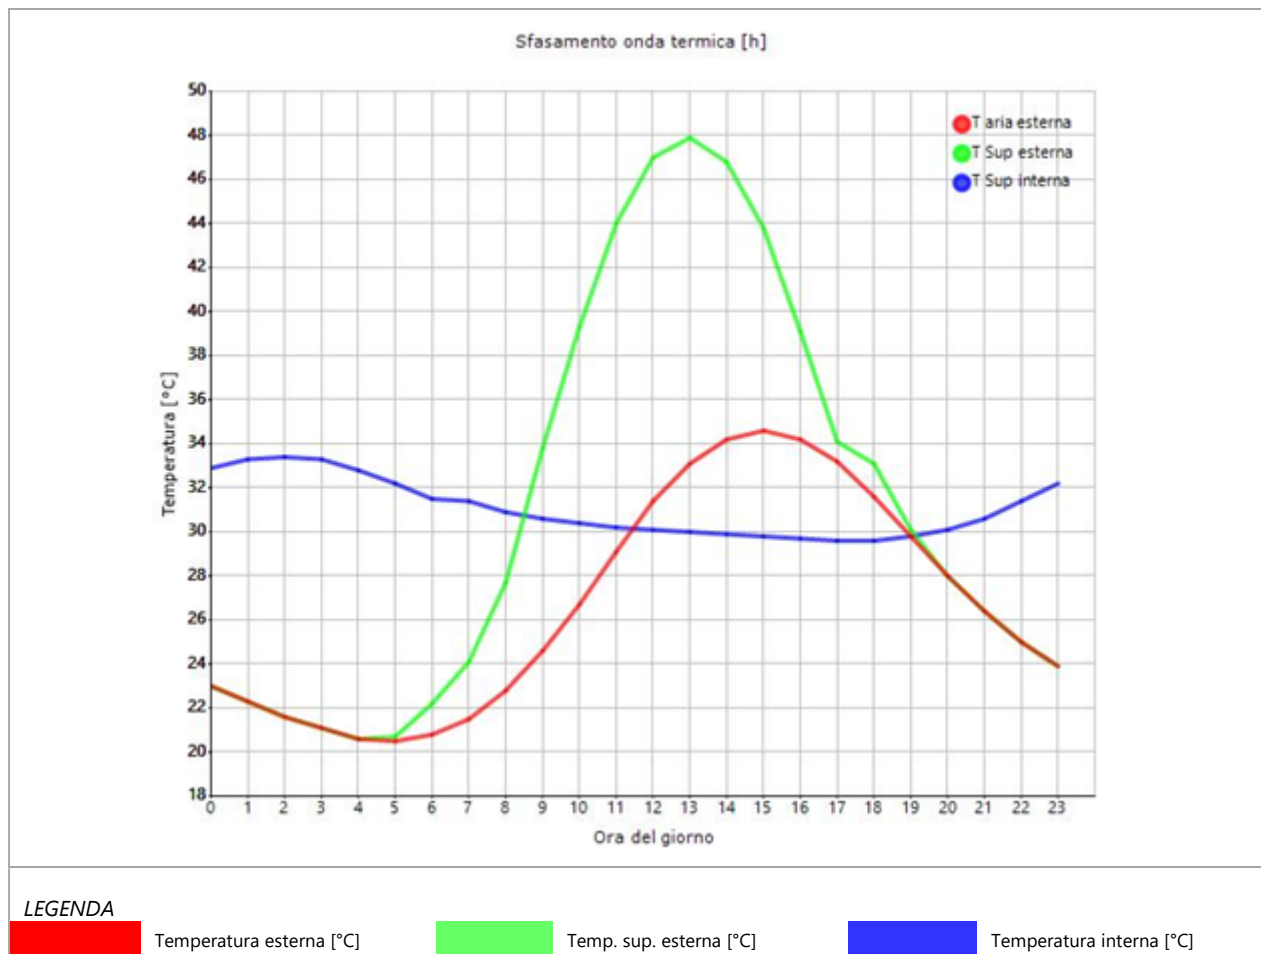 Sfasamento onda termica [h]
50
48
46
44
42
40
38
36
34
32
30
28
26
24
22
20
18
Temperatura [°C]
T aria esterna
T Sup esterna
T Sup interna
0 1 2 3 4 5 6 7 8 9 10 11 12 13 14 15 16 17 18 19 20 21 22 23
Ora del giorno
LEGENDA
Temperatura esterna [°C] Temp. sup. esterna [°C] Temperatura interna [°C]